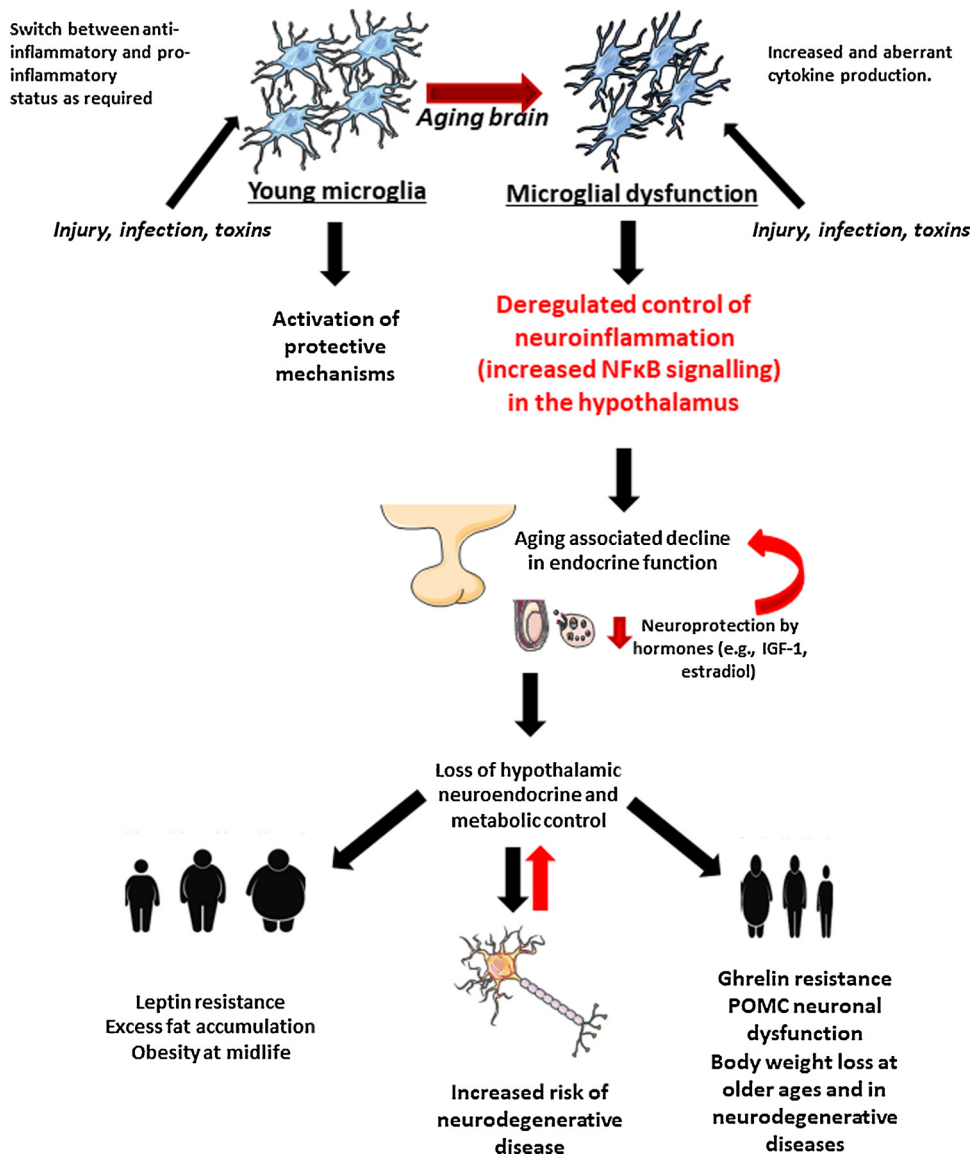 Switch between anti-
inflammatory and pro-
inflammatory
status as required
Increased and aberrant
cytokine production.
Aging brain
Young microglia
Microglial dysfunction
Injury, infection, toxins
Injury, infection, toxins
Activation of
protective
mechanisms
Deregulated control of
neuroinflammation
(increased NFκB signalling)
in the hypothalamus
Aging associated decline
in endocrine function
Neuroprotection by
hormones (e.g., IGF-1,
estradiol)
Loss of hypothalamic
neuroendocrine and
metabolic control
Leptin resistance
Excess fat accumulation
Obesity at midlife
Increased risk of
neurodegenerative
disease
Ghrelin resistance
POMC neuronal
dysfunction
Body weight loss at
older ages and in
neurodegenerative
diseases